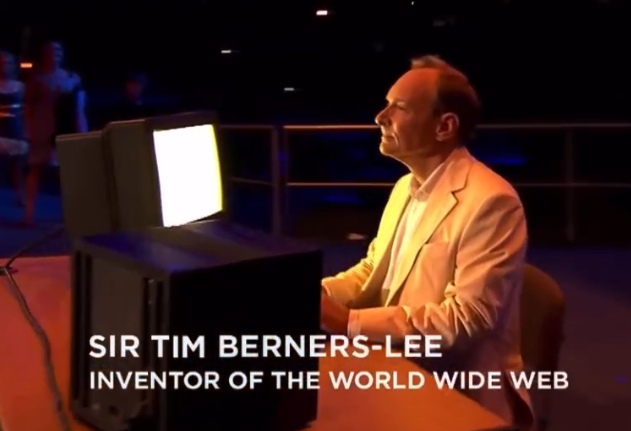 SIR TIM BERNERS-LEE
INVENTOR OF THE WORLD WIDE WEB